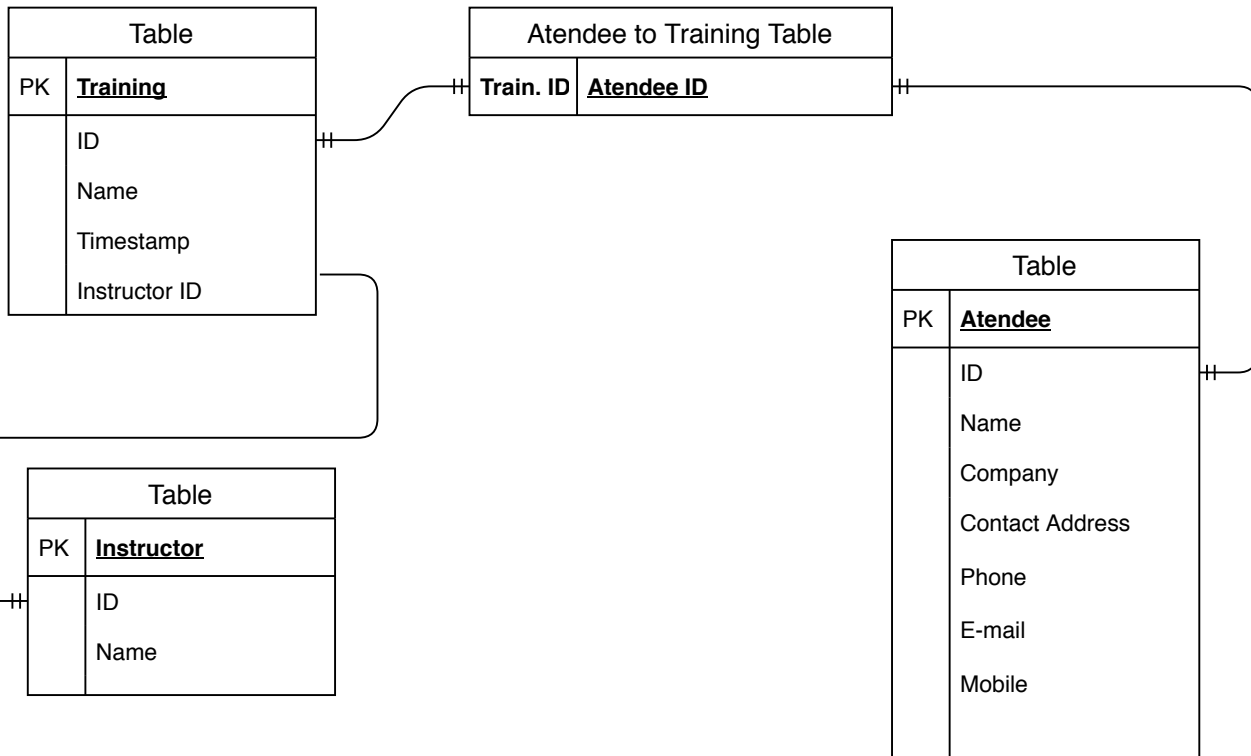 Table
PK Training
ID
Name
Timestamp
Instructor ID
Atendee to Training Table
Train. ID Atendee ID
Table
PK Atendee
ID
Name
Company
Contact Address
Phone
E-mail
Mobile
Table
PK Instructor
ID
Name